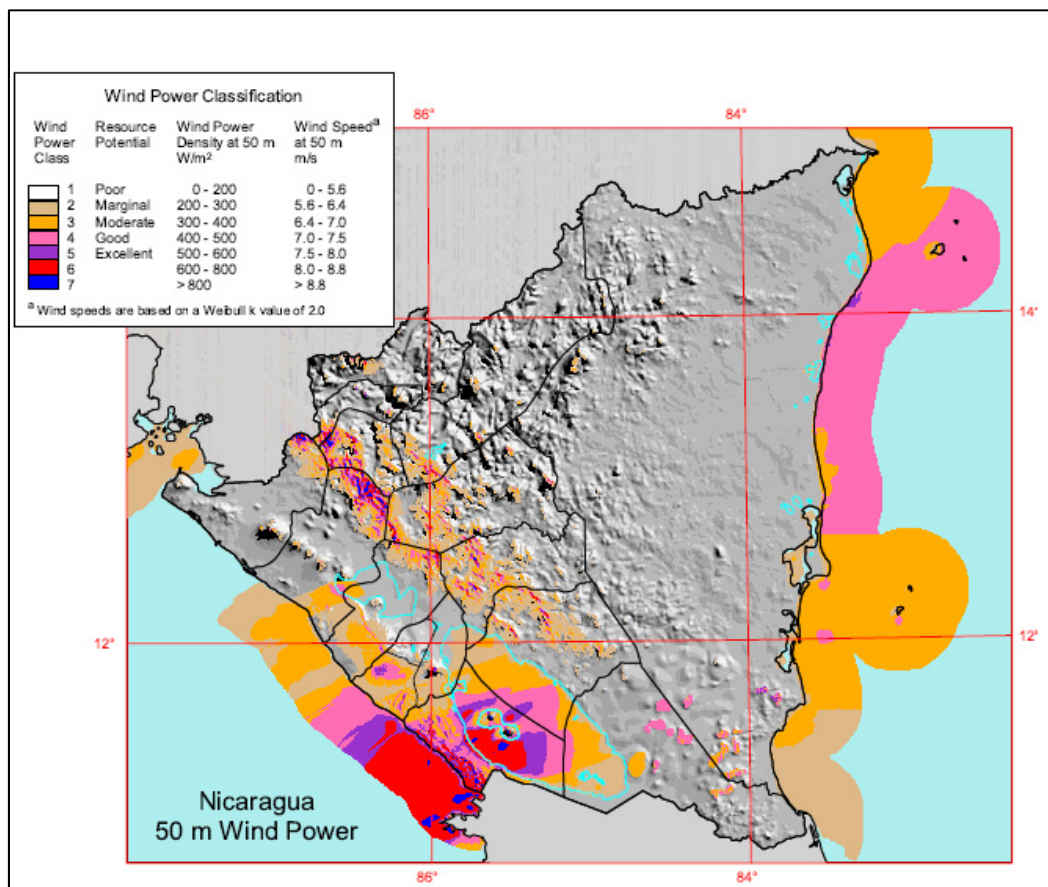 Wind Power Classification
Wind Resource Wind Power Wind Speedᵃ
Power Potential Density at 50 m at 50 m
Class W/m² m/s
1 Poor 0 - 200 0 - 5.6
2 Marginal 200 - 300 5.6 - 6.4
3 Moderate 300 - 400 6.4 - 7.0
4 Good 400 - 500 7.0 - 7.5
5 Excellent 500 - 600 7.5 - 8.0
6 600 - 800 8.0 - 8.8
7 > 800 > 8.8
ᵃ Wind speeds are based on a Weibull k value of 2.0
86° 84°
14°
12° 12°
Nicaragua
50 m Wind Power
86° 84°